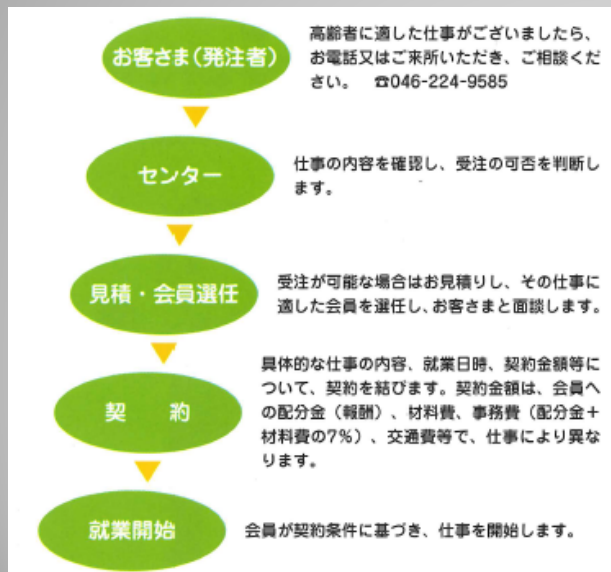 お客さま(発注者)
高齢者に適した仕事がございましたら、
お電話又はご来所いただき、ご相談くだ
さい。 ☎046-224-9585
センター
仕事の内容を確認し、受注の可否を判断し
ます。
見積・会員選任
受注が可能な場合はお見積りし、その仕事に
適した会員を選任し、お客さまと面談します。
契 約
具体的な仕事の内容、就業日時、契約金額等に
ついて、契約を結びます。契約金額は、会員へ
の配分金(報酬)、材料費、事務費(配分金+
材料費の7%)、交通費等で、仕事により異な
ります。
就業開始
会員が契約条件に基づき、仕事を開始します。